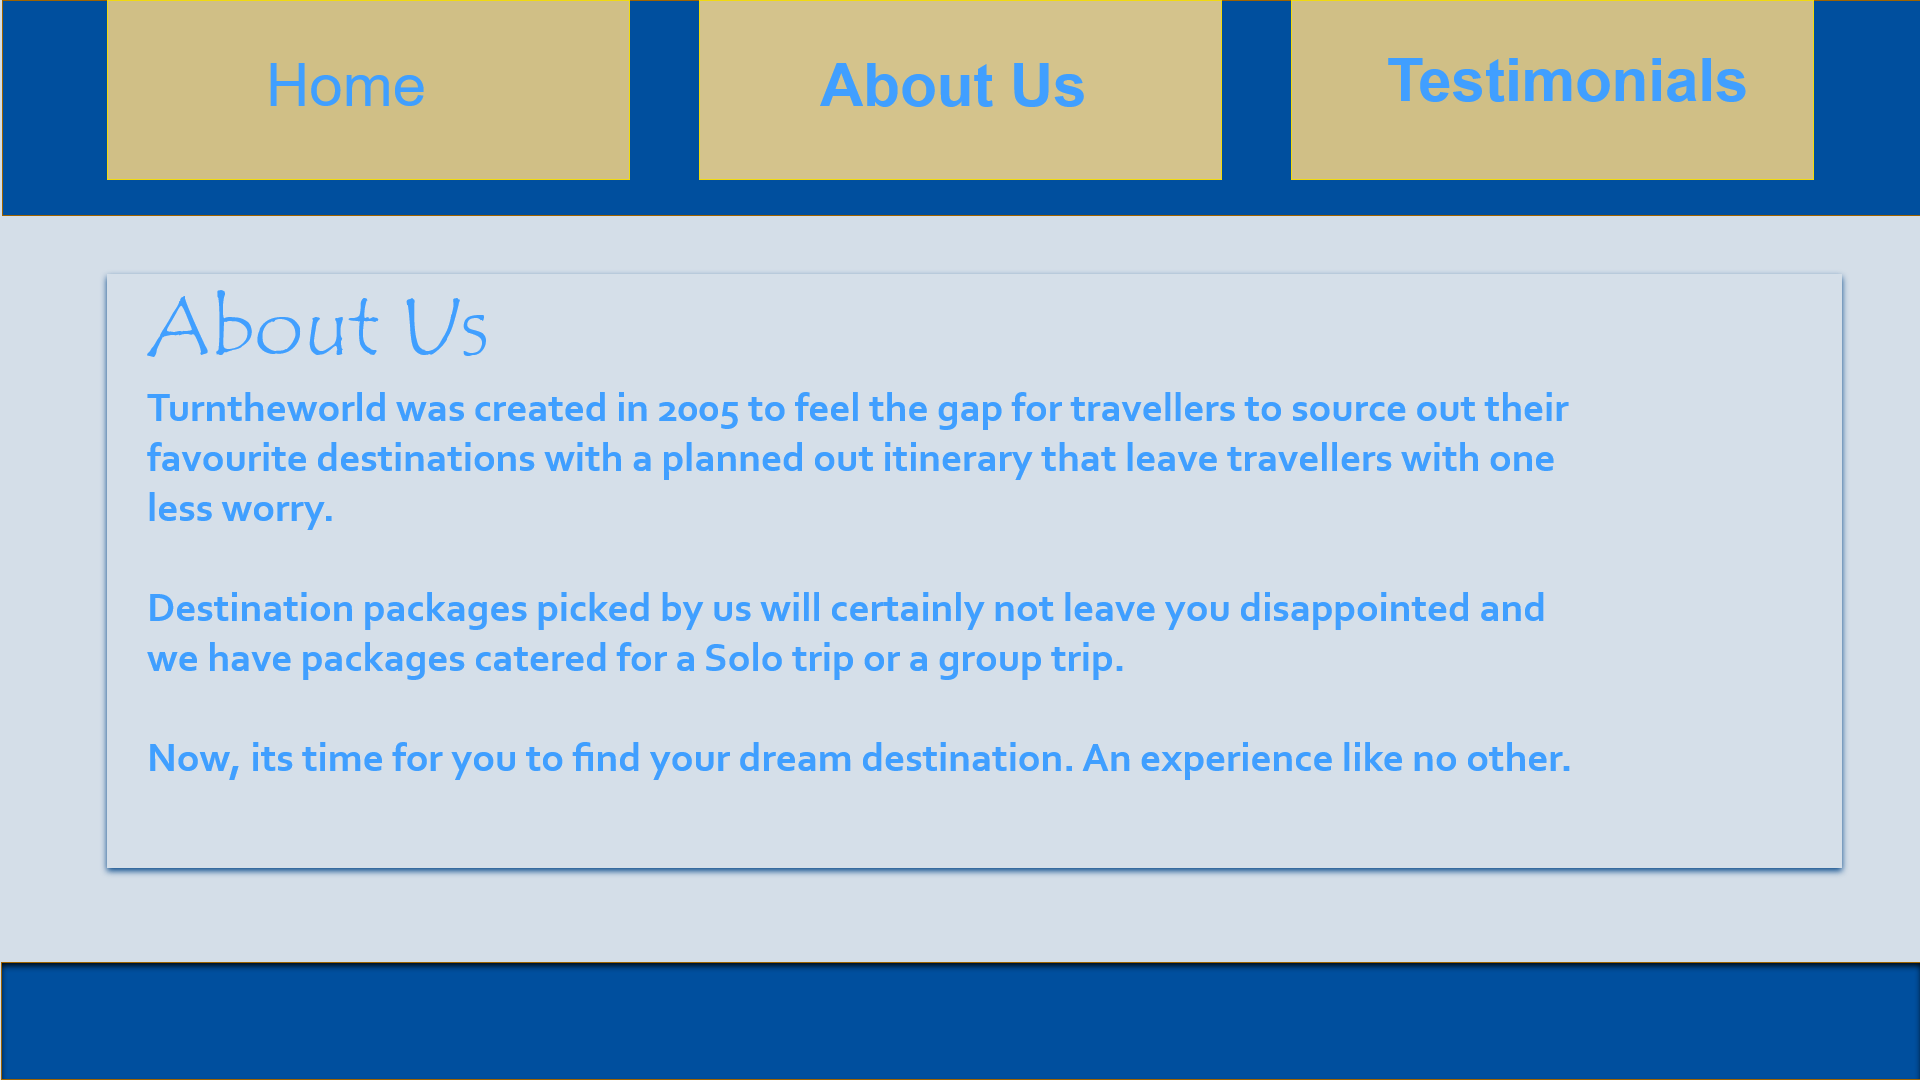 Home
About Us
Testimonials
About Us
Turntheworld was created in 2005 to feel the gap for travellers to source out their
favourite destinations with a planned out itinerary that leave travellers with one
less worry.
Destination packages picked by us will certainly not leave you disappointed and
we have packages catered for a Solo trip or a group trip.
Now, its time for you to find your dream destination. An experience like no other.